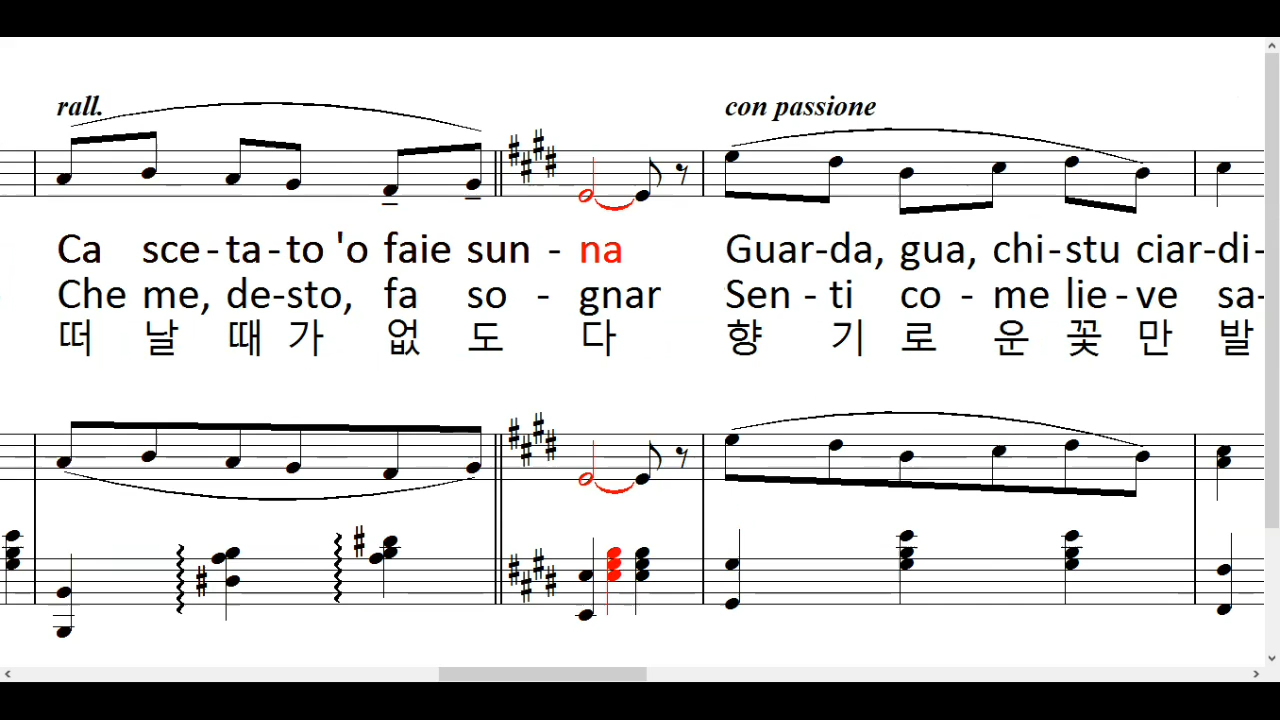 rall.
con passione
Ca sce-ta-to 'o faie sun - na Guar-da, gua, chi-stu ciar-di-
Che me, de-sto, fa so - gnar Sen - ti co - me lie - ve sa-
떠 날 때 가 없 도 다 향 기 로 운 꽃 만 발